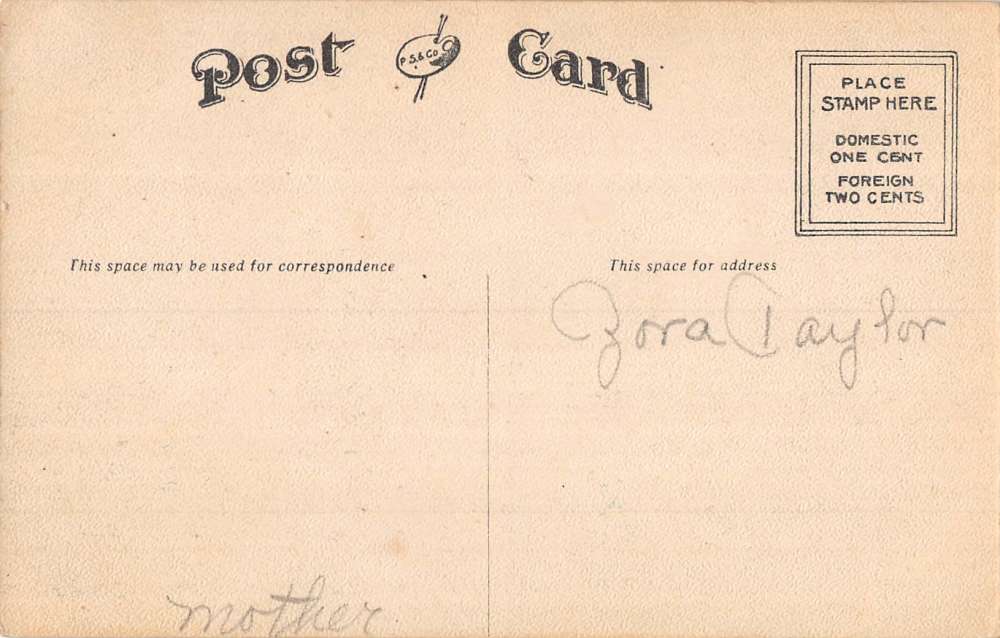 Post P.S.&Co Card
PLACE
STAMP HERE
DOMESTIC
ONE CENT
FOREIGN
TWO CENTS
This space may be used for correspondence
This space for address
Zora Taylor
mother